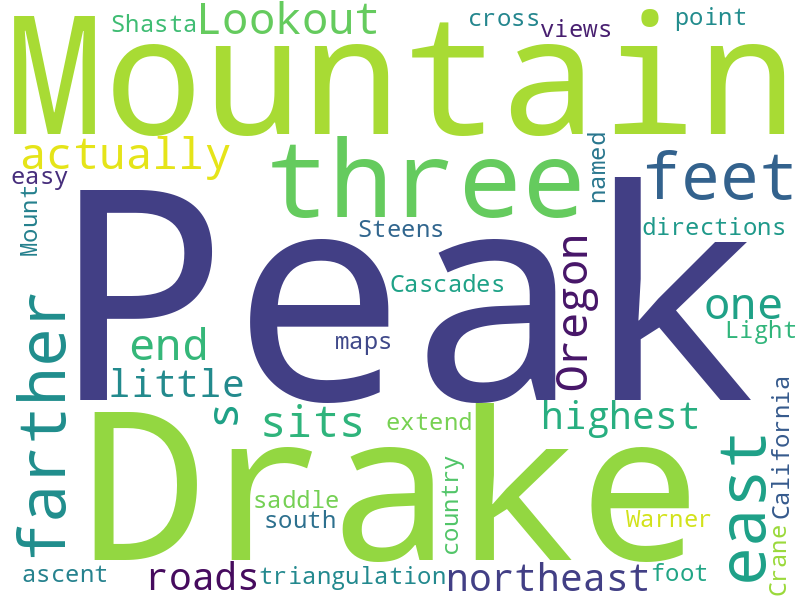 Shasta
Lookout
cross
views
point
Mountain
actually
three
named
feet
easy
Mount
Peak
Steens
directions
Cascades
Oregon
one
Light
maps
end
little
farther
s
sits
extend
highest
California
Drake
east
saddle
south
country
Warner
Crane
ascent
roads
triangulation
northeast
foot